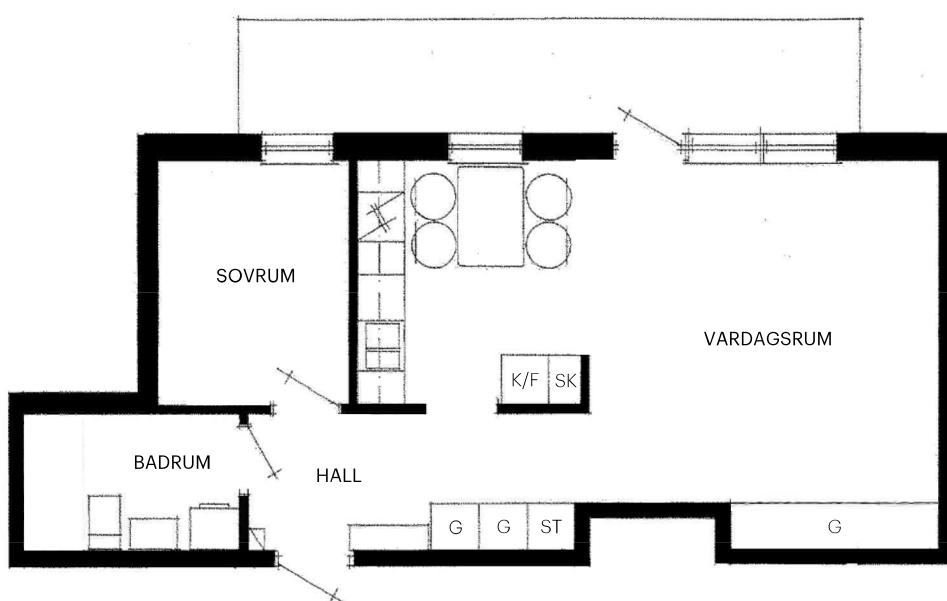 SOVRUM
VARDAGSRUM
K/F SK
BADRUM
HALL
G G ST
G